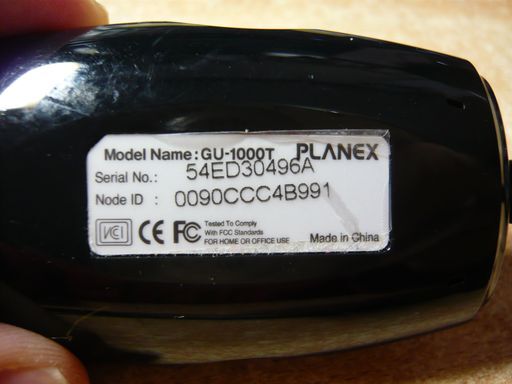 Model Name : GU-1000T PLANEX
Serial No.: 54ED30496A
Node ID : 0090CCC4B991
VCI CE FC Tested To Comply
With FCC Standards
FOR HOME OR OFFICE USE
Made in China